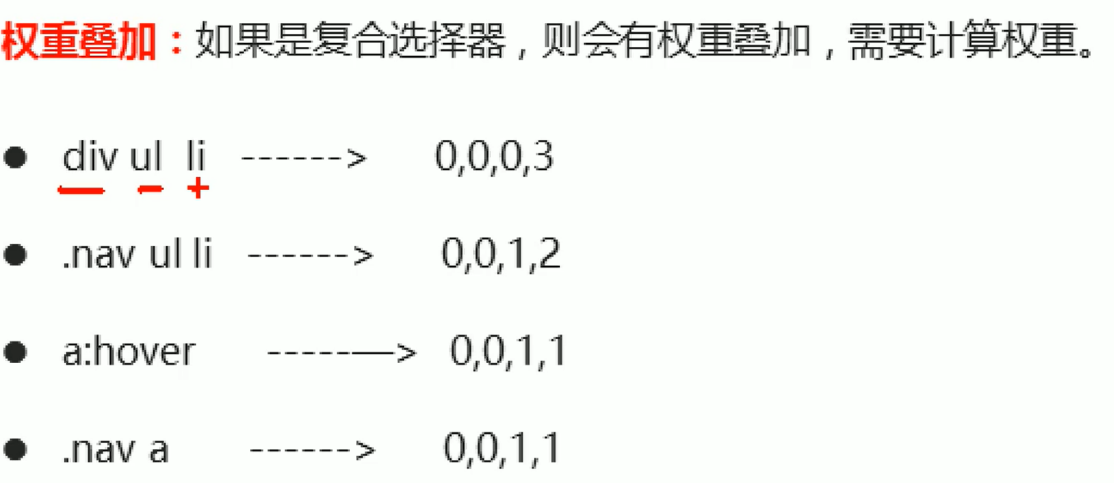 权重叠加：如果是复合选择器，则会有权重叠加，需要计算权重。
● div ul li ------> 0,0,0,3
● .nav ul li ------> 0,0,1,2
● a:hover -----—> 0,0,1,1
● .nav a ------> 0,0,1,1